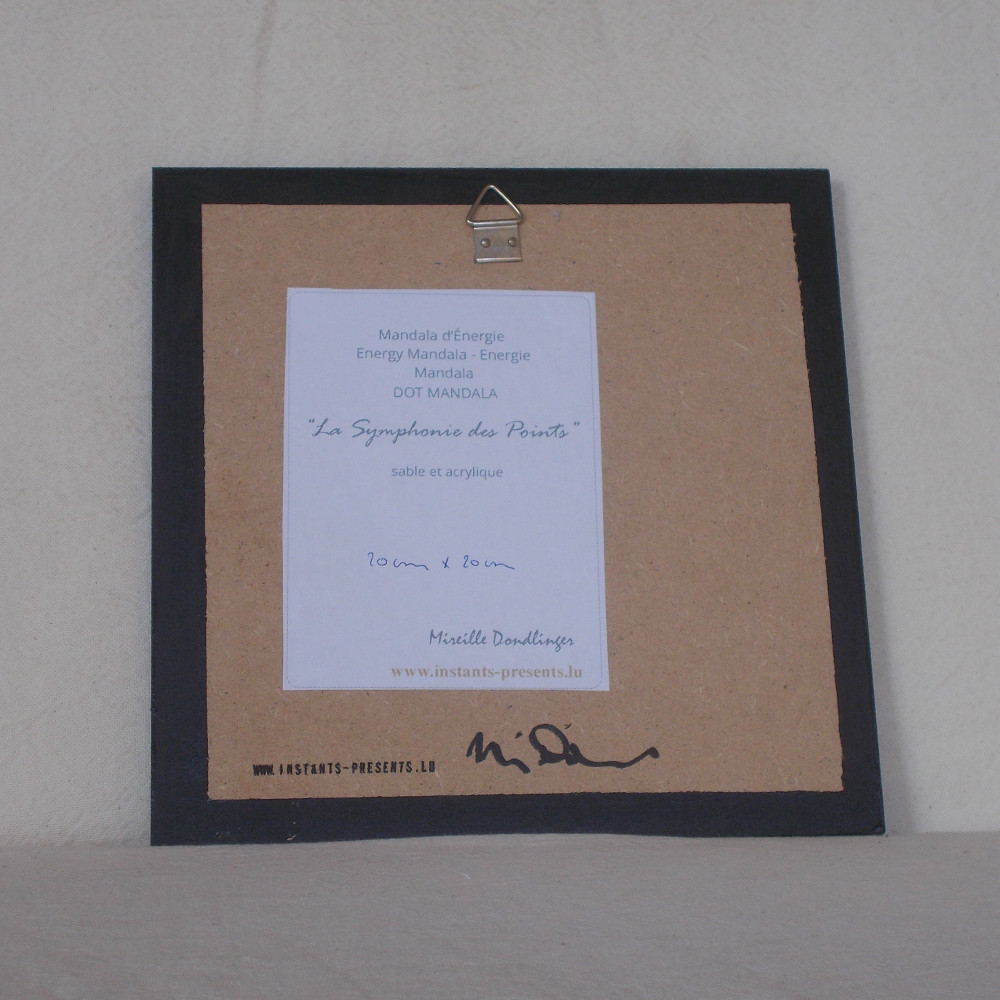 Mandala d'Énergie
Energy Mandala - Energie
Mandala
DOT MANDALA
"La Symphonie des Points"
sable et acrylique
20cm x 20cm
Mireille Dondlinger
www.instants-presents.lu
WWW.INSTANTS-PRESENTS.LU